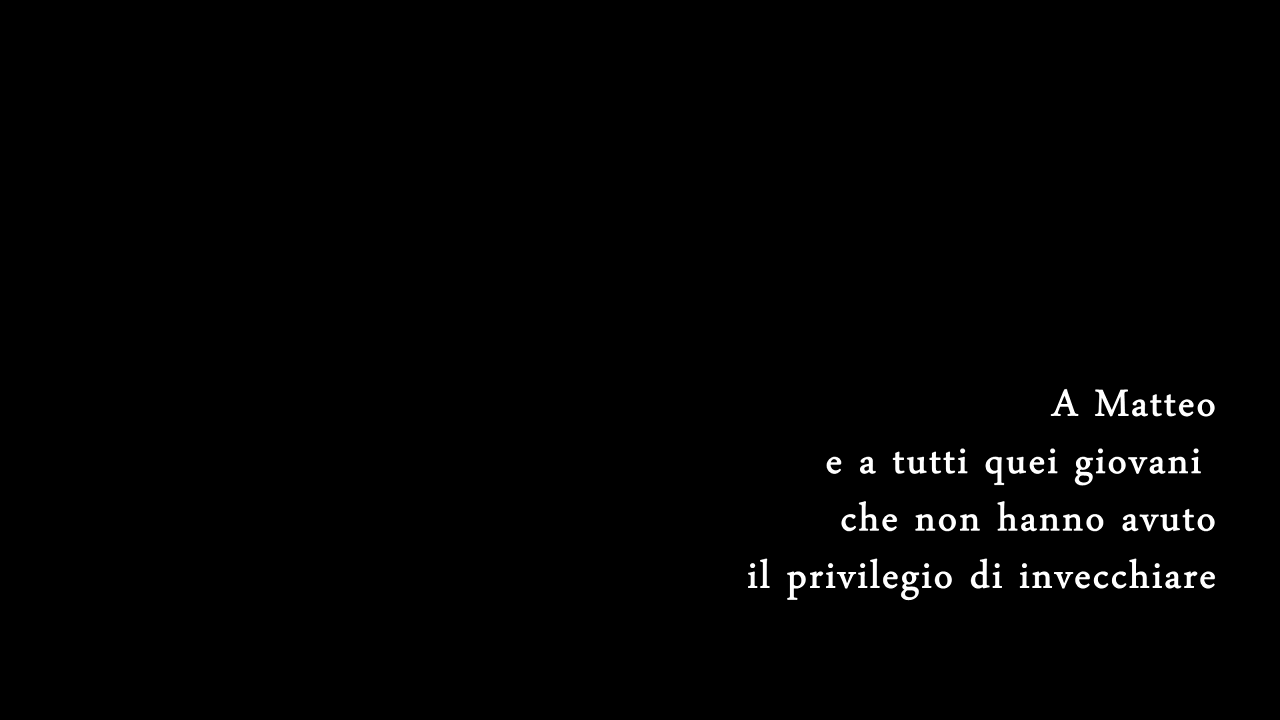 A Matteo
e a tutti quei giovani
che non hanno avuto
il privilegio di invecchiare